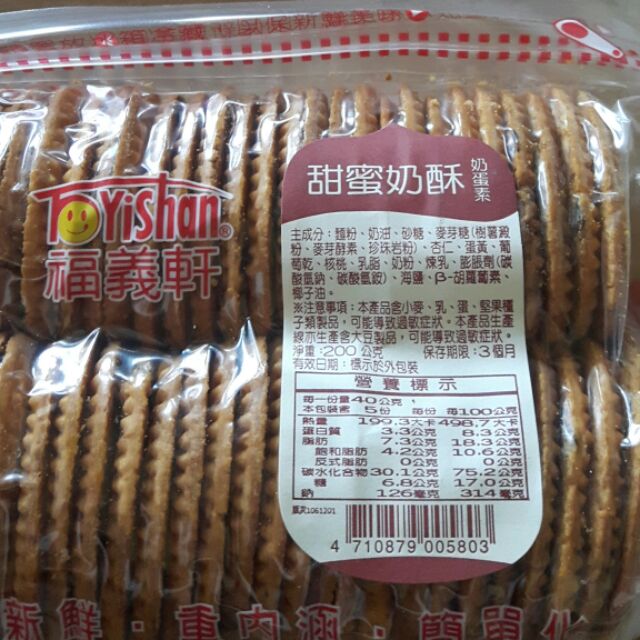 Foyishan®
福義軒
甜蜜奶酥 奶蛋素
主成分：麵粉、奶油、砂糖、麥芽糖(樹薯澱
粉、麥芽酵素、珍珠岩粉)、杏仁、蛋黃、葡
萄乾、核桃、乳脂、奶粉、煉乳、膨脹劑(碳
酸氫鈉、碳酸氫銨)、海鹽、β-胡蘿蔔素、
椰子油。
※注意事項：本產品含小麥、乳、蛋、堅果種
子類製品，可能導致過敏症狀。本產品生產
線亦生產含大豆製品，可能導致過敏症狀。
淨重：200 公克 保存期限：3個月
有效日期：標示於外包裝
營養標示
每一份量40公克，
本包裝含 5份 每份 每100公克
熱量 199.3大卡 498.7大卡
蛋白質 3.3公克 8.3公克
脂肪 7.3公克 18.3公克
飽和脂肪 4.2公克 10.6公克
反式脂肪 0公克 0公克
碳水化合物 30.1公克 75.2公克
糖 6.8公克 17.0公克
鈉 126毫克 314毫克
1061201
4 710879 005803
新鮮·重內涵·簡單化